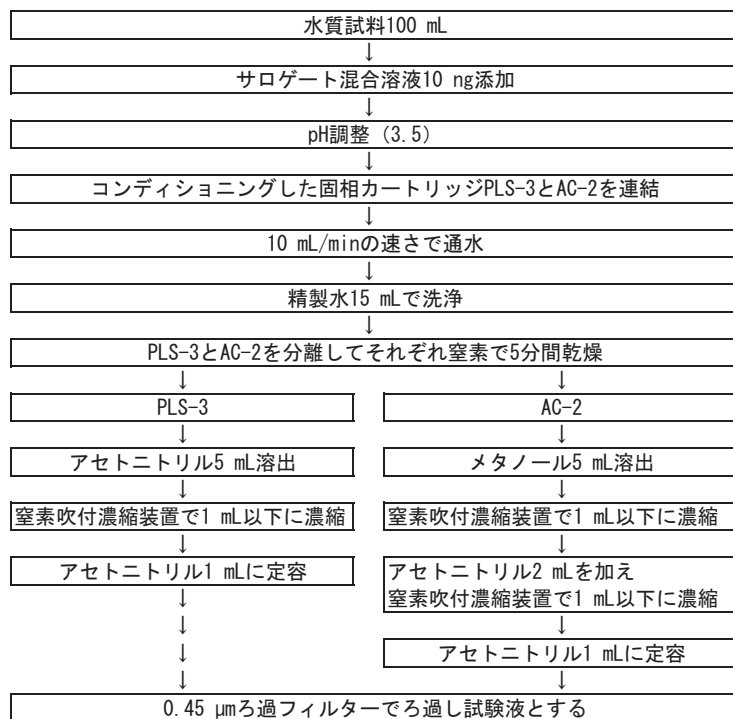 水質試料100 mL
↓
サロゲート混合溶液10 ng添加
↓
pH調整（3.5）
↓
コンディショニングした固相カートリッジPLS-3とAC-2を連結
↓
10 mL/minの速さで通水
↓
精製水15 mLで洗浄
↓
PLS-3とAC-2を分離してそれぞれ窒素で5分間乾燥
↓ ↓
PLS-3 AC-2
↓ ↓
アセトニトリル5 mL溶出 メタノール5 mL溶出
↓ ↓
窒素吹付濃縮装置で1 mL以下に濃縮 窒素吹付濃縮装置で1 mL以下に濃縮
↓ ↓
アセトニトリル1 mLに定容 アセトニトリル2 mLを加え
↓ 窒素吹付濃縮装置で1 mL以下に濃縮
↓ ↓
↓ アセトニトリル1 mLに定容
↓ ↓
0.45 μmろ過フィルターでろ過し試験液とする